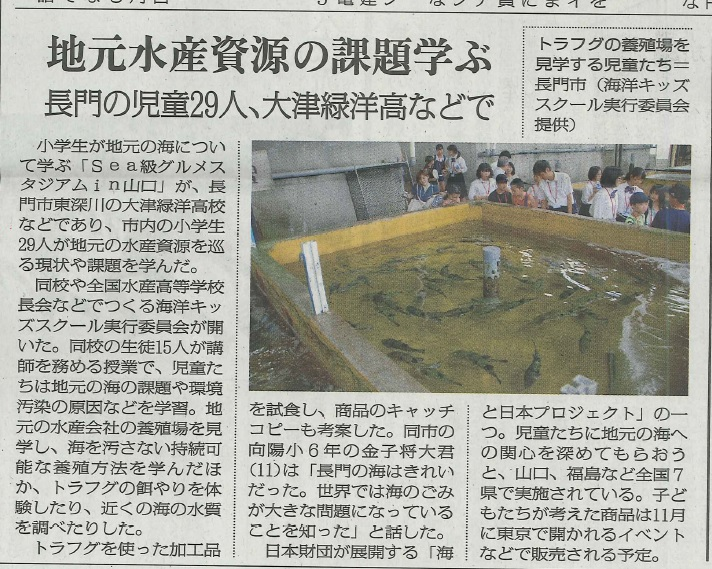 地元水産資源の課題学ぶ
長門の児童29人、大津緑洋高などで
トラフグの養殖場を
見学する児童たち＝
長門市（海洋キッズ
スクール実行委員会
提供）
小学生が地元の海につい
て学ぶ「Ｓｅａ級グルメス
タジアムｉｎ山口」が、長
門市東深川の大津緑洋高校
などであり、市内の小学生
29人が地元の水産資源を巡
る現状や課題を学んだ。
同校や全国水産高等学校
長会などでつくる海洋キッ
ズスクール実行委員会が開
いた。同校の生徒15人が講
師を務める授業で、児童た
ちは地元の海の課題や環境
汚染の原因などを学習。地
元の水産会社の養殖場を見
学し、海を汚さない持続可
能な養殖方法を学んだほ
か、トラフグの餌やりを体
験したり、近くの海の水質
を調べたりした。
トラフグを使った加工品
を試食し、商品のキャッチ
コピーも考案した。同市の
向陽小６年の金子将大君
(11)は「長門の海はきれい
だった。世界では海のごみ
が大きな問題になっている
ことを知った」と話した。
日本財団が展開する「海
と日本プロジェクト」の一
つ。児童たちに地元の海へ
の関心を深めてもらおう
と、山口、福島など全国７
県で実施されている。子ど
もたちが考えた商品は11月
に東京で開かれるイベント
などで販売される予定。